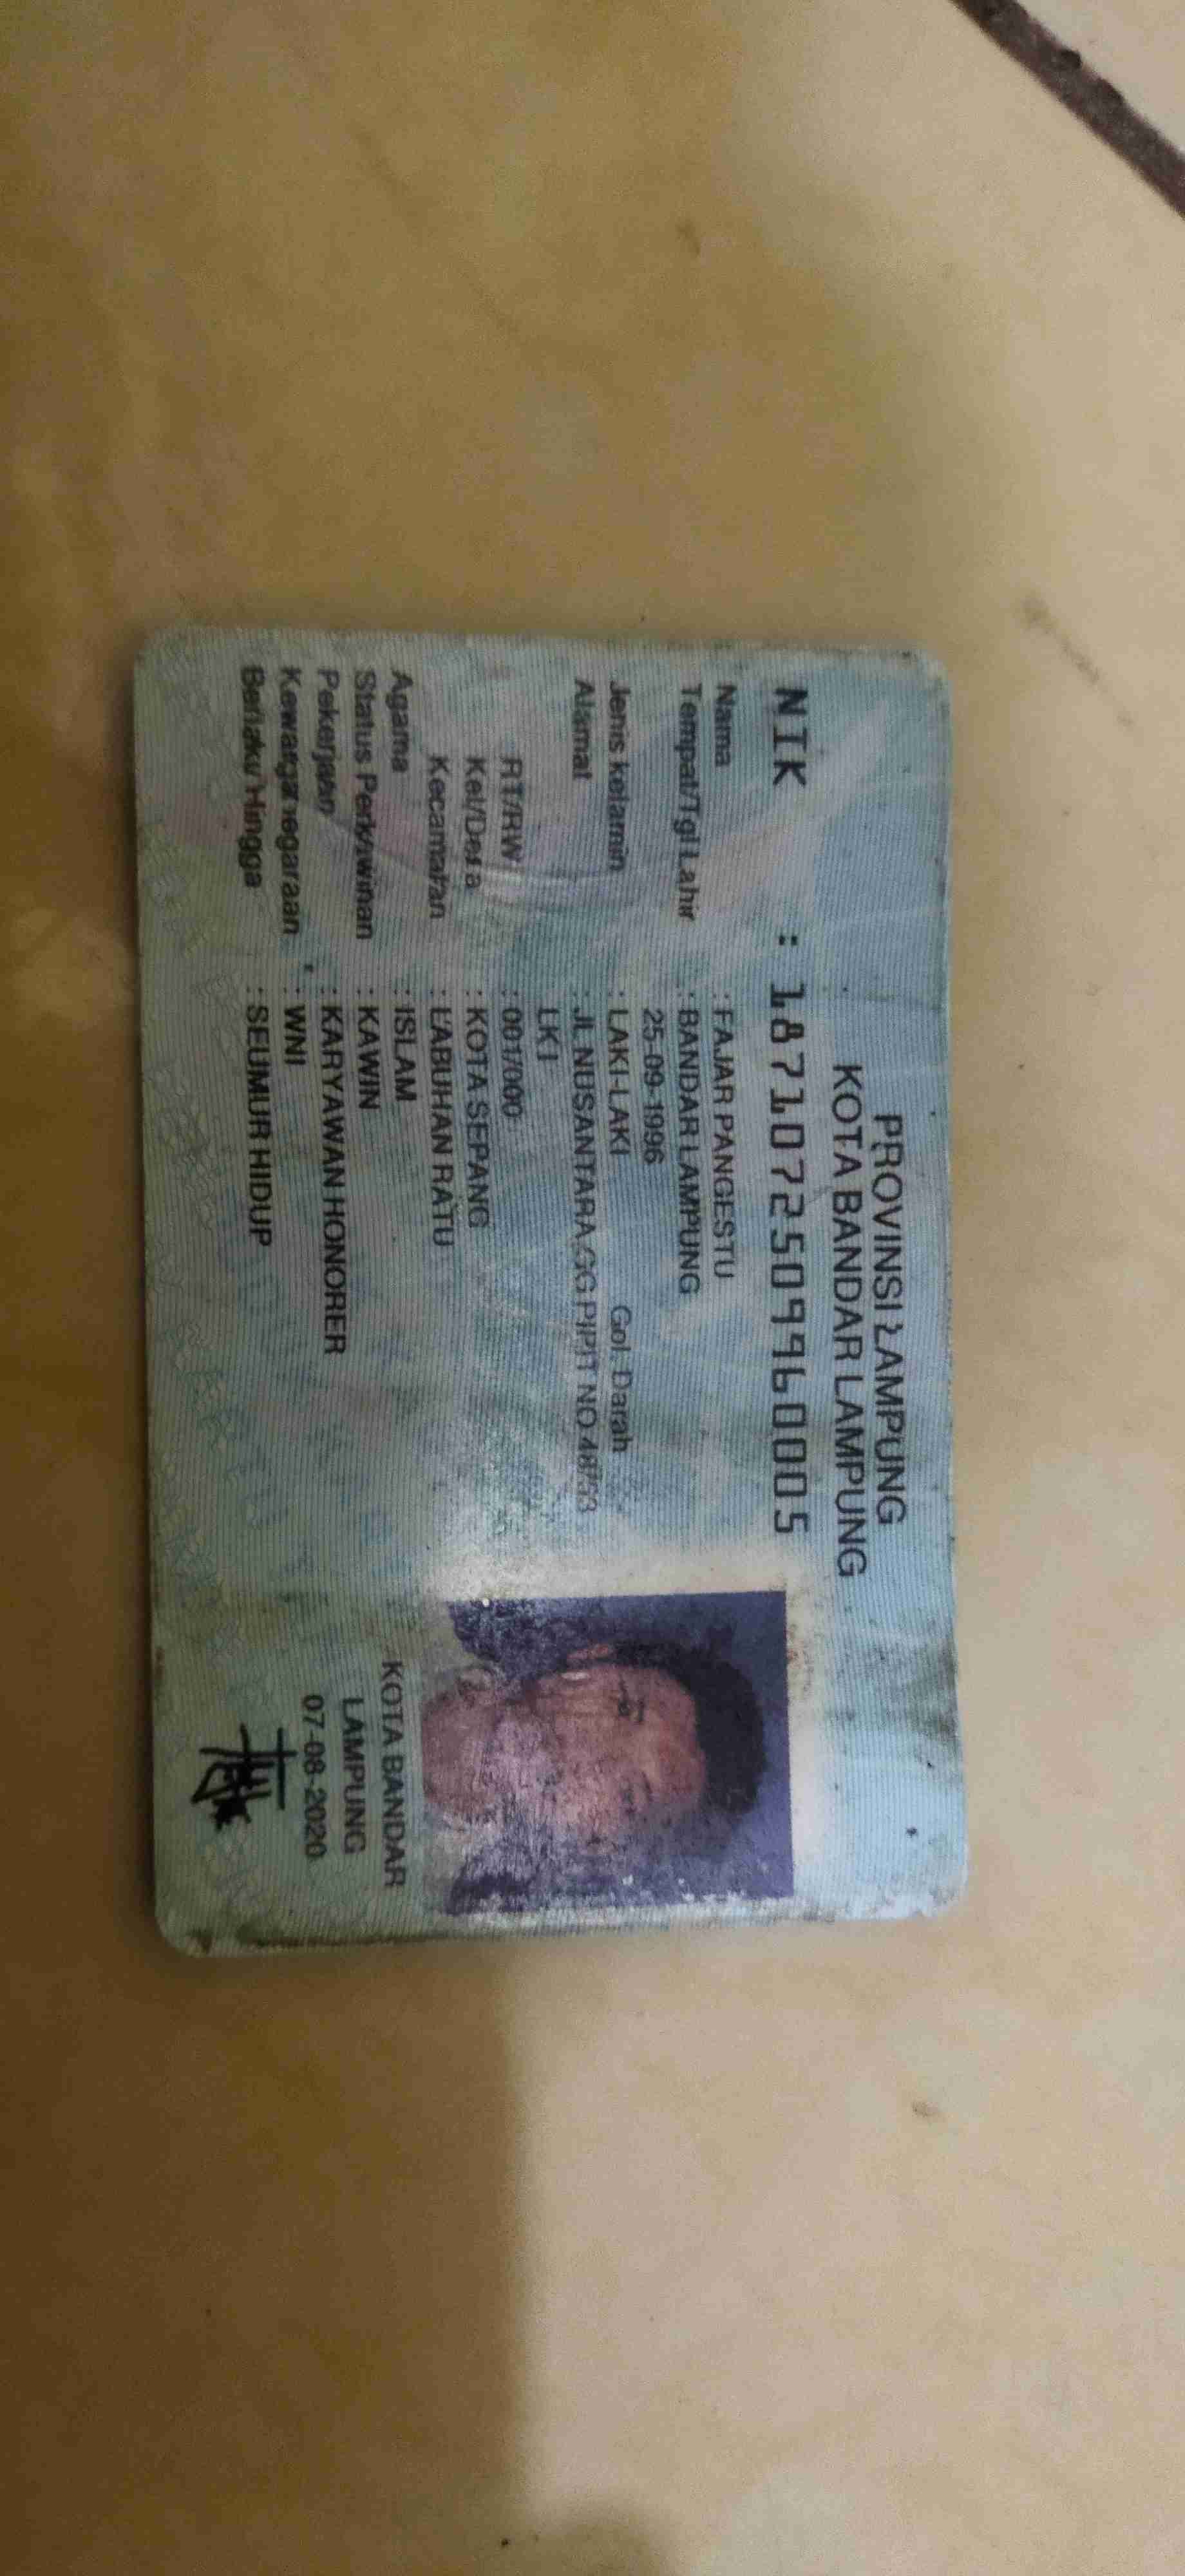 PROVINSI LAMPUNG
KOTA BANDAR LAMPUNG
NIK : 1871072509960005
Nama : FAJAR PANGESTU
Tempat/Tgl Lahir : BANDAR LAMPUNG
25-09-1996
Jenis kelamin : LAKI-LAKI Gol. Darah
Alamat : JL NUSANTARA,GG PIPIT NO
LK I
RT/RW : 001/000
Kel/Desa : KOTA SEPANG
Kecamatan : LABUHAN RATU
Agama : ISLAM
Status Perkawinan : KAWIN
Pekerjaan : KARYAWAN HONORER
Kewarganegaraan : WNI
Berlaku Hingga : SEUMUR HIDUP
KOTA BANDAR
LAMPUNG
07-08-2020